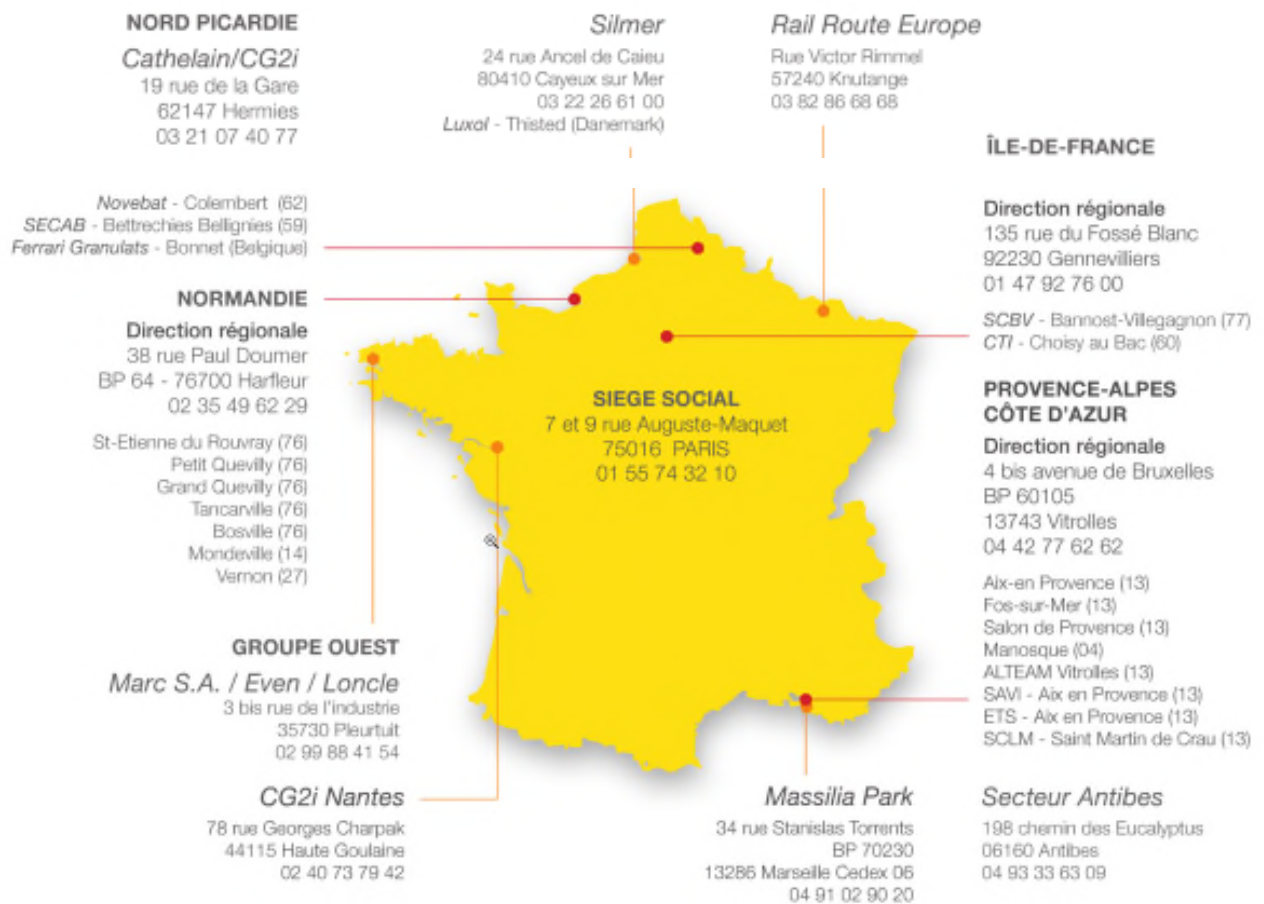 NORD PICARDIE
Cathelain/CG2i
19 rue de la Gare
62147 Hermies
03 21 07 40 77
Silmer
24 rue Ancel de Caieu
80410 Cayeux sur Mer
03 22 26 61 00
Luxol - Thisted (Danemark)
Rail Route Europe
Rue Victor Rimmel
57240 Knutange
03 82 86 68 68
Novebat - Colembert (62)
SECAB - Bettrechies Bellignies (59)
Ferrari Granulats - Bonnet (Belgique)
NORMANDIE
Direction régionale
38 rue Paul Doumer
BP 64 - 76700 Harfleur
02 35 49 62 29
St-Etienne du Rouvray (76)
Petit Quevilly (76)
Grand Quevilly (76)
Tancarville (76)
Bosville (76)
Mondeville (14)
Vernon (27)
GROUPE OUEST
Marc S.A. / Even / Loncle
3 bis rue de l'industrie
35730 Pleurtuit
02 99 88 41 54
CG2i Nantes
78 rue Georges Charpak
44115 Haute Goulaine
02 40 73 79 42
SIEGE SOCIAL
7 et 9 rue Auguste-Maquet
75016 PARIS
01 55 74 32 10
ÎLE-DE-FRANCE
Direction régionale
135 rue du Fossé Blanc
92230 Gennevilliers
01 47 92 76 00
SCBV - Bannost-Villegagnon (77)
CTI - Choisy au Bac (60)
PROVENCE-ALPES
CÔTE D'AZUR
Direction régionale
4 bis avenue de Bruxelles
BP 60105
13743 Vitrolles
04 42 77 62 62
Aix-en Provence (13)
Fos-sur-Mer (13)
Salon de Provence (13)
Manosque (04)
ALTEAM Vitrolles (13)
SAVI - Aix en Provence (13)
ETS - Aix en Provence (13)
SCLM - Saint Martin de Crau (13)
Massilia Park
34 rue Stanislas Torrents
BP 70230
13286 Marseille Cedex 06
04 91 02 90 20
Secteur Antibes
198 chemin des Eucalyptus
06160 Antibes
04 93 33 63 09